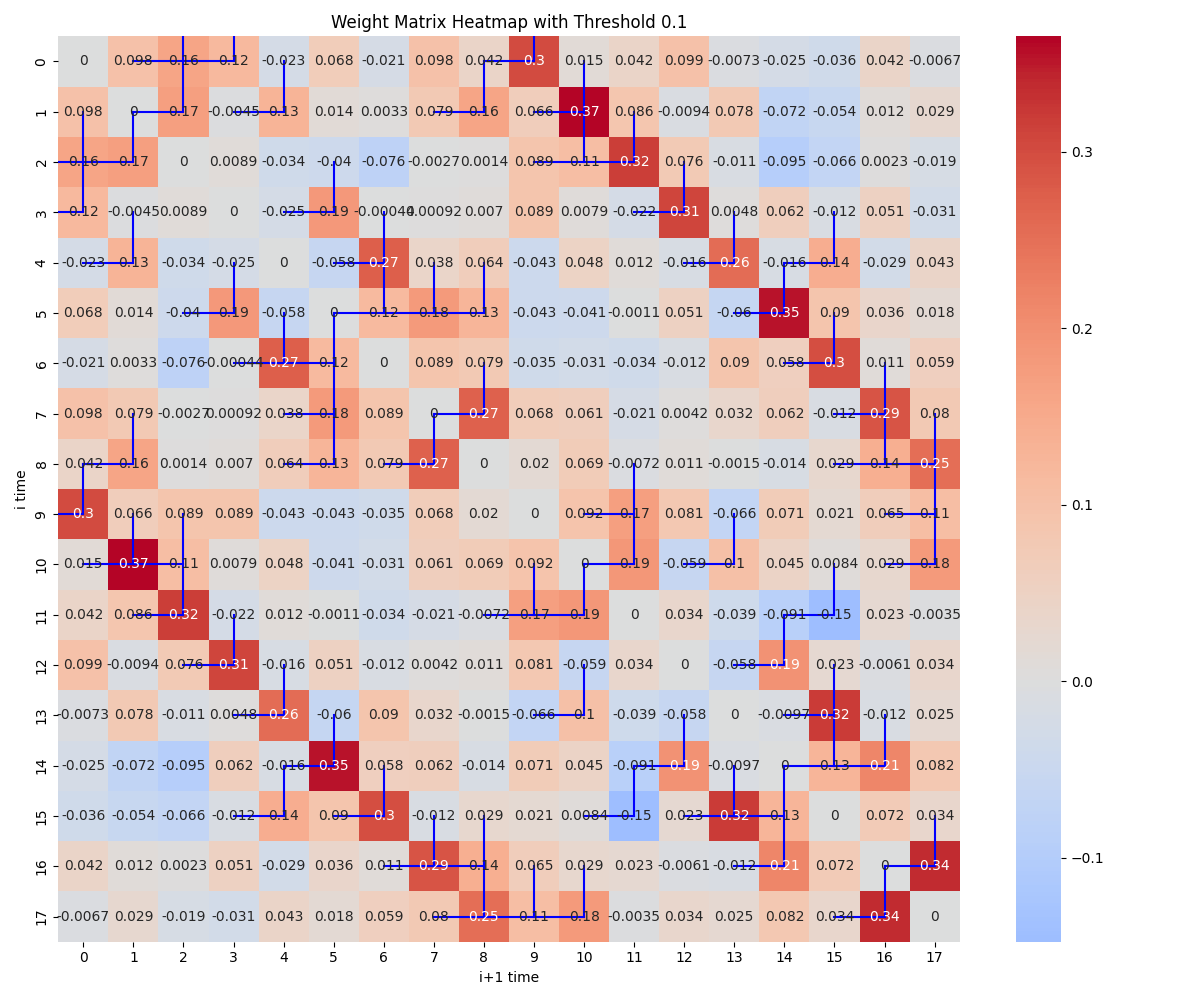 Weight Matrix Heatmap with Threshold 0.1
0 0 0.098 0.16 0.12 -0.023 0.068 -0.021 0.098 0.042 0.3 0.015 0.042 0.099 -0.0073 -0.025 -0.036 0.042 -0.0067
1 0.098 0 0.17 -0.0045 0.13 0.014 0.0033 0.079 0.16 0.066 0.37 0.086 -0.0094 0.078 -0.072 -0.054 0.012 0.029
2 0.16 0.17 0 0.0089 -0.034 -0.04 -0.076 -0.0027 0.0014 0.089 0.11 0.32 0.076 -0.011 -0.095 -0.066 0.0023 -0.019
3 0.12 -0.0045 0.0089 0 -0.025 0.19 -0.00044 0.00092 0.007 0.089 0.0079 -0.022 0.31 0.0048 0.062 -0.012 0.051 -0.031
4 -0.023 0.13 -0.034 -0.025 0 -0.058 0.27 0.038 0.064 -0.043 0.048 0.012 -0.016 0.26 -0.016 0.14 -0.029 0.043
5 0.068 0.014 -0.04 0.19 -0.058 0 0.12 0.18 0.13 -0.043 -0.041 -0.0011 0.051 -0.06 0.35 0.09 0.036 0.018
6 -0.021 0.0033 -0.076 -0.00044 0.27 0.12 0 0.089 0.079 -0.035 -0.031 -0.034 -0.012 0.09 0.058 0.3 0.011 0.059
7 0.098 0.079 -0.0027 0.00092 0.038 0.18 0.089 0 0.27 0.068 0.061 -0.021 0.0042 0.032 0.062 -0.012 0.29 0.08
8 0.042 0.16 0.0014 0.007 0.064 0.13 0.079 0.27 0 0.02 0.069 -0.0072 0.011 -0.0015 -0.014 0.029 0.14 0.25
9 0.3 0.066 0.089 0.089 -0.043 -0.043 -0.035 0.068 0.02 0 0.092 0.17 0.081 -0.066 0.071 0.021 0.065 0.11
10 0.015 0.37 0.11 0.0079 0.048 -0.041 -0.031 0.061 0.069 0.092 0 0.19 -0.059 0.1 0.045 0.0084 0.029 0.18
11 0.042 0.086 0.32 -0.022 0.012 -0.0011 -0.034 -0.021 -0.0072 0.17 0.19 0 0.034 -0.039 -0.091 -0.15 0.023 -0.0035
12 0.099 -0.0094 0.076 0.31 -0.016 0.051 -0.012 0.0042 0.011 0.081 -0.059 0.034 0 -0.058 0.19 0.023 -0.0061 0.034
13 -0.0073 0.078 -0.011 0.0048 0.26 -0.06 0.09 0.032 -0.0015 -0.066 0.1 -0.039 -0.058 0 -0.0097 0.32 -0.012 0.025
14 -0.025 -0.072 -0.095 0.062 -0.016 0.35 0.058 0.062 -0.014 0.071 0.045 -0.091 0.19 -0.0097 0 0.13 0.21 0.082
15 -0.036 -0.054 -0.066 -0.012 0.14 0.09 0.3 -0.012 0.029 0.021 0.0084 -0.15 0.023 0.32 0.13 0 0.072 0.034
16 0.042 0.012 0.0023 0.051 -0.029 0.036 0.011 0.29 0.14 0.065 0.029 0.023 -0.0061 -0.012 0.21 0.072 0 0.34
17 -0.0067 0.029 -0.019 -0.031 0.043 0.018 0.059 0.08 0.25 0.11 0.18 -0.0035 0.034 0.025 0.082 0.034 0.34 0
0 1 2 3 4 5 6 7 8 9 10 11 12 13 14 15 16 17
i+1 time
i time
0.3
0.2
0.1
0.0
−0.1